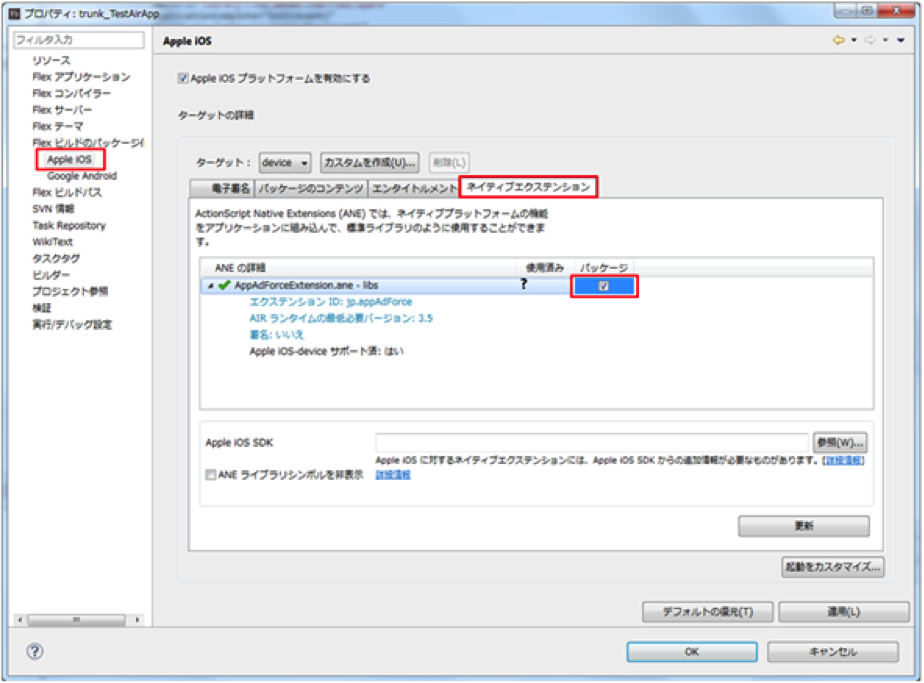 プロパティ: trunk_TestAirApp
フィルタ入力
Apple iOS
リソース
Flex アプリケーション
Flex コンパイラー
Flex サーバー
Flex テーマ
Flex ビルドのパッケージ化
Apple iOS
Google Android
Flex ビルドパス
SVN 情報
Task Repository
WikiText
タスクタグ
ビルダー
プロジェクト参照
検証
実行/デバッグ設定
Apple iOS プラットフォームを有効にする
ターゲットの詳細
ターゲット: device カスタムを作成(U)... 削除(L)
電子署名 パッケージのコンテンツ エンタイトルメント ネイティブエクステンション
ActionScript Native Extensions (ANE) では、ネイティブプラットフォームの機能
をアプリケーションに組み込んで、標準ライブラリのように使用することができま
す。
ANE の詳細 使用済み パッケージ
AppAdForceExtension.ane - libs ?
エクステンション ID: jp.appAdForce
AIR ランタイムの最低必要バージョン: 3.5
署名: いいえ
Apple iOS-device サポート済: はい
Apple iOS SDK 参照(W)...
Apple iOS に対するネイティブエクステンションには、Apple iOS SDK からの追加情報が必要なものがあります。(詳細情報)
ANE ライブラリシンボルを非表示 詳細情報
更新
起動をカスタマイズ...
デフォルトの復元(T) 適用(L)
? OK キャンセル